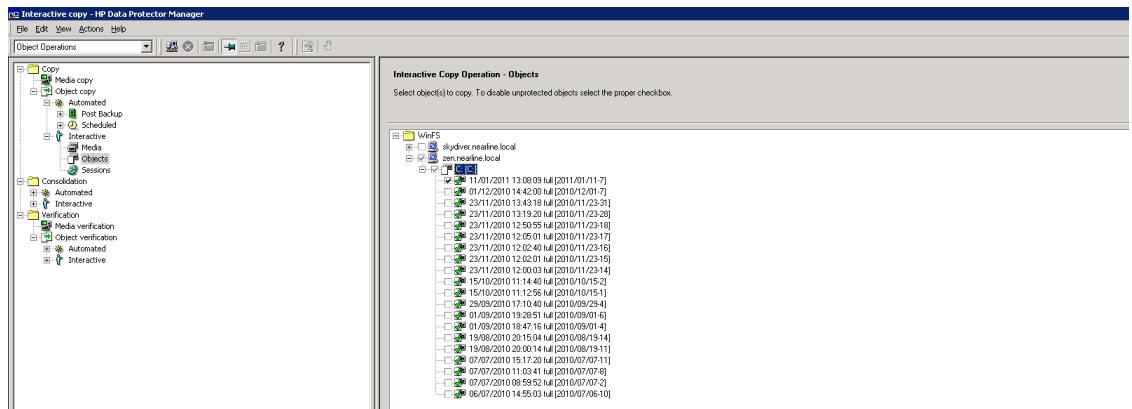 Interactive copy - HP Data Protector Manager
File Edit View Actions Help
Object Operations
Copy
Media copy
Object copy
Automated
Post Backup
Scheduled
Interactive
Media
Objects
Sessions
Consolidation
Automated
Interactive
Verification
Media verification
Object verification
Automated
Interactive
Interactive Copy Operation - Objects
Select object(s) to copy. To disable unprotected objects select the proper checkbox.
WinFS
skydiver.nearline.local
zen.nearline.local
C: [C:]
11/01/2011 13:08:09 full [2011/01/11-7]
01/12/2010 14:42:00 full [2010/12/01-7]
23/11/2010 13:43:18 full [2010/11/23-31]
23/11/2010 13:19:20 full [2010/11/23-28]
23/11/2010 12:50:55 full [2010/11/23-18]
23/11/2010 12:05:01 full [2010/11/23-17]
23/11/2010 12:02:40 full [2010/11/23-16]
23/11/2010 12:02:01 full [2010/11/23-15]
23/11/2010 12:00:03 full [2010/11/23-14]
15/10/2010 11:14:40 full [2010/10/15-2]
15/10/2010 11:12:56 full [2010/10/15-1]
29/09/2010 17:10:40 full [2010/09/29-4]
01/09/2010 19:28:51 full [2010/09/01-6]
01/09/2010 18:47:16 full [2010/09/01-4]
19/08/2010 20:15:04 full [2010/08/19-14]
19/08/2010 20:00:14 full [2010/08/19-11]
07/07/2010 15:17:20 full [2010/07/07-11]
07/07/2010 11:03:41 full [2010/07/07-8]
07/07/2010 08:59:52 full [2010/07/07-2]
06/07/2010 14:55:03 full [2010/07/06-10]